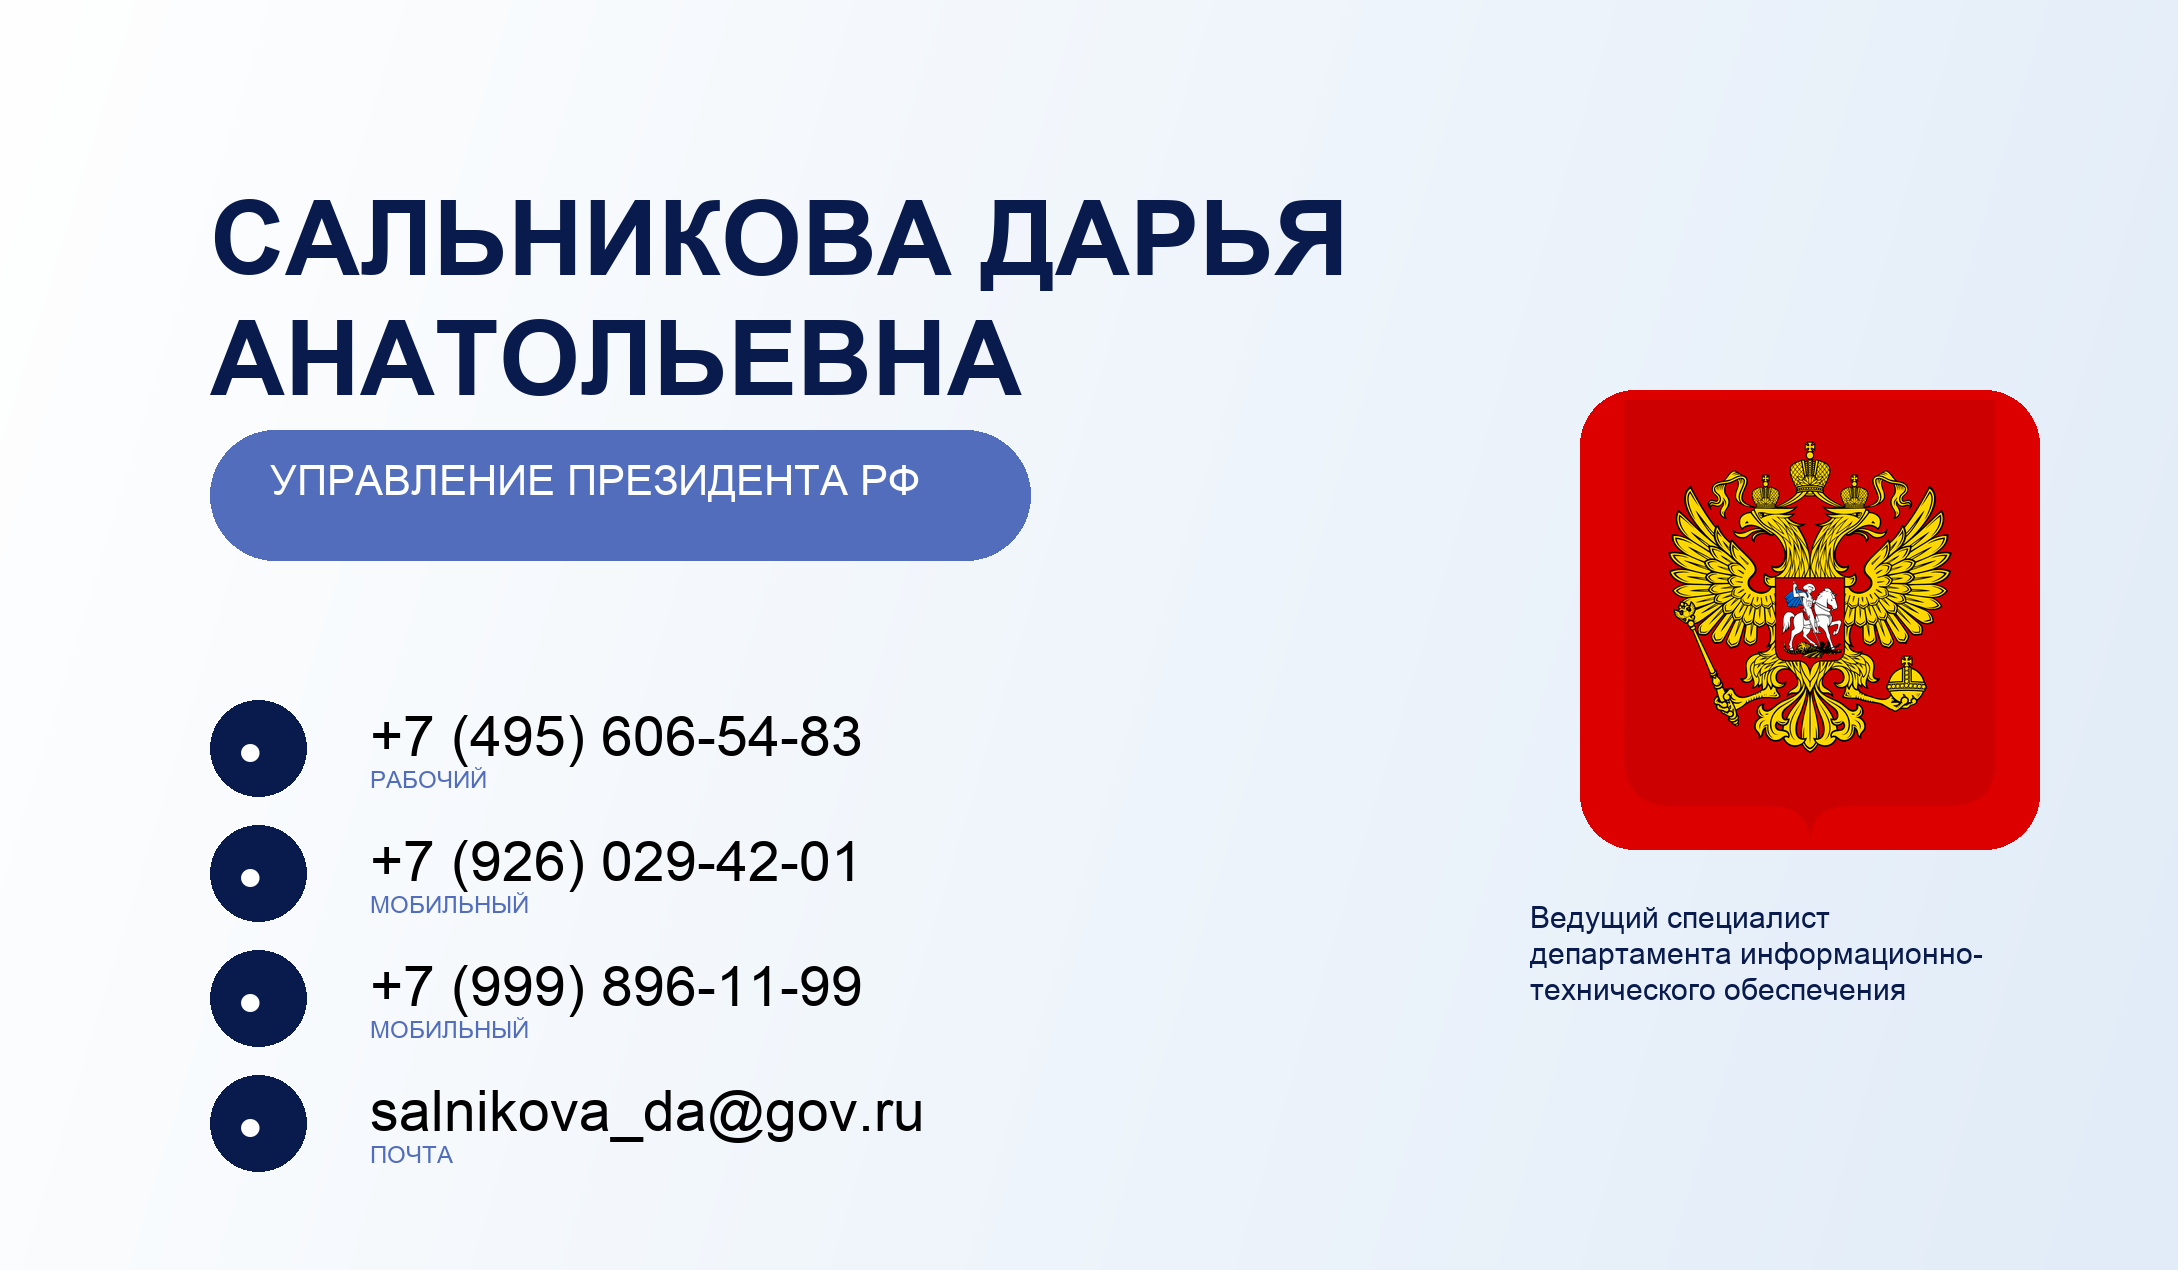 САЛЬНИКОВА ДАРЬЯ
АНАТОЛЬЕВНА
УПРАВЛЕНИЕ ПРЕЗИДЕНТА РФ
+7 (495) 606-54-83
РАБОЧИЙ
+7 (926) 029-42-01
МОБИЛЬНЫЙ
+7 (999) 896-11-99
МОБИЛЬНЫЙ
salnikova_da@gov.ru
ПОЧТА
Ведущий специалист
департамента информационно-
технического обеспечения